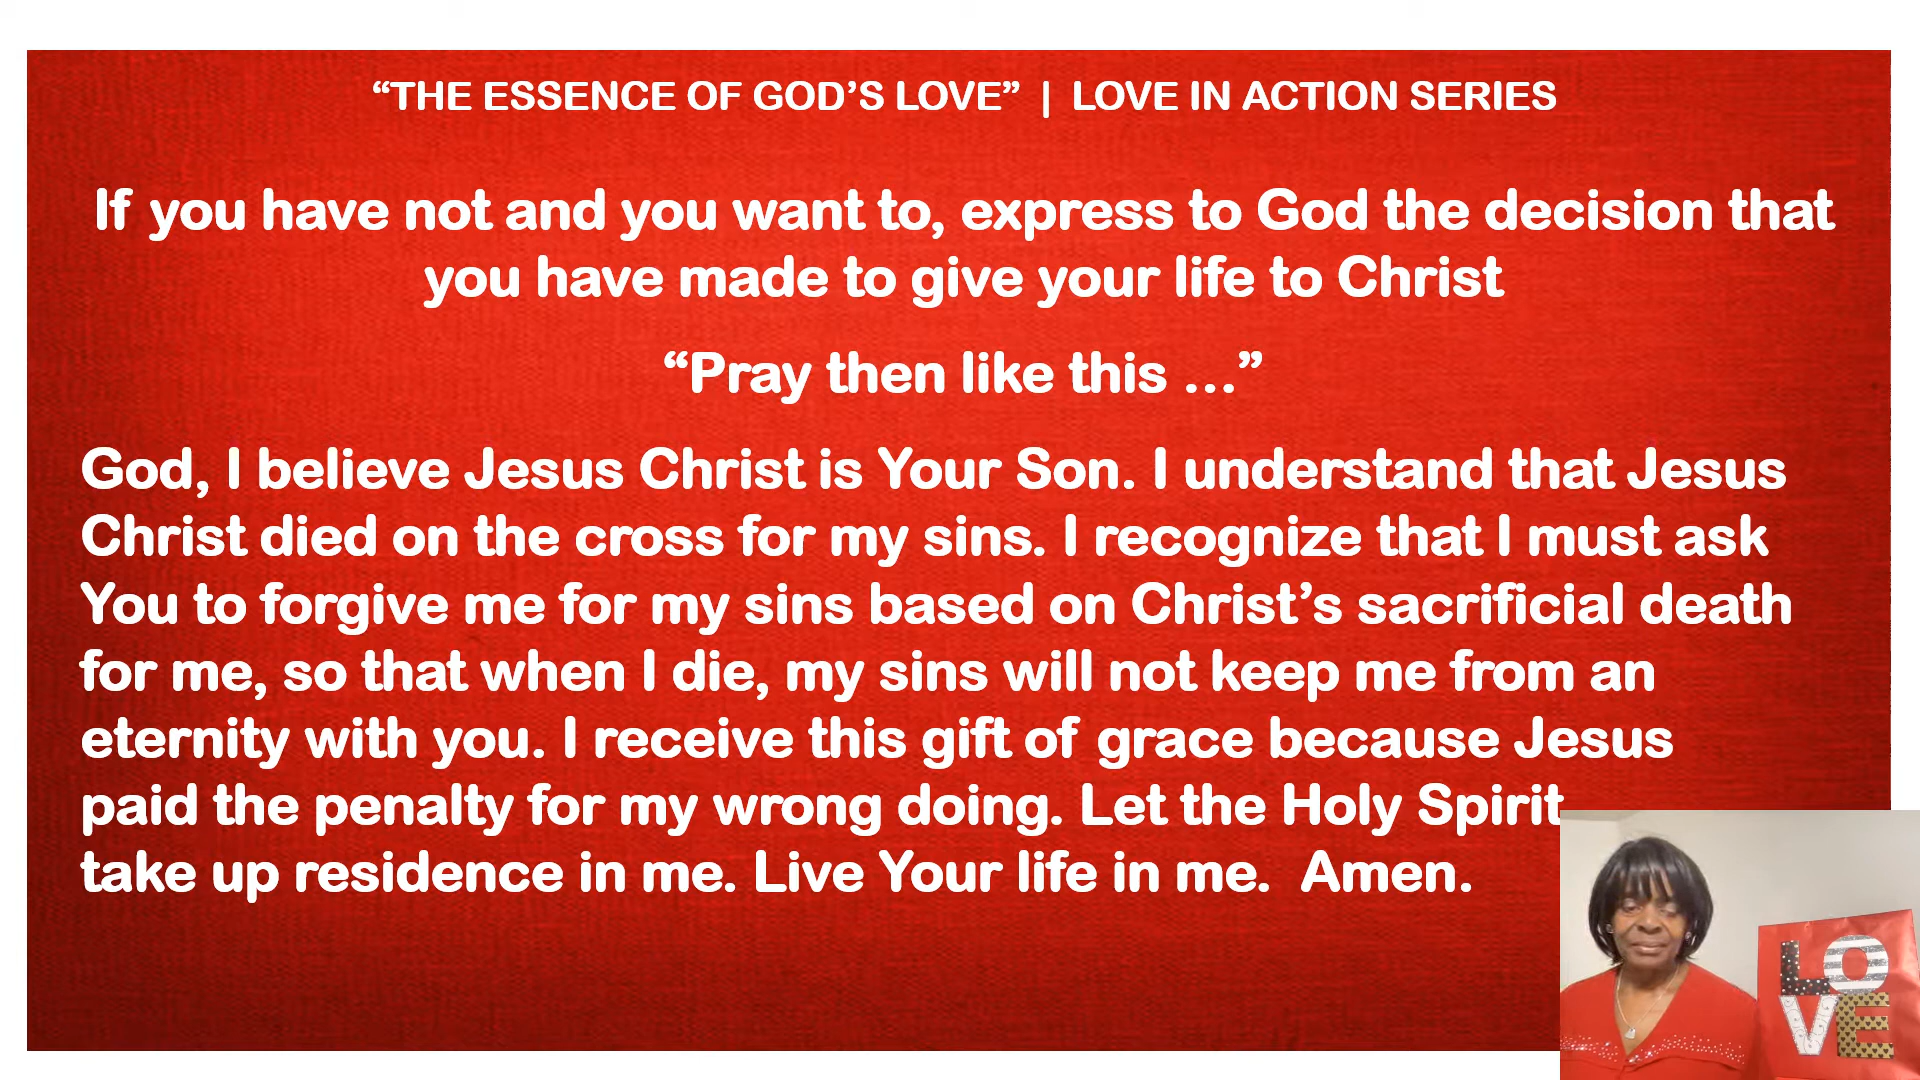 “THE ESSENCE OF GOD’S LOVE” | LOVE IN ACTION SERIES
If you have not and you want to, express to God the decision that
you have made to give your life to Christ
“Pray then like this ...”
God, I believe Jesus Christ is Your Son. I understand that Jesus
Christ died on the cross for my sins. I recognize that I must ask
You to forgive me for my sins based on Christ’s sacrificial death
for me, so that when I die, my sins will not keep me from an
eternity with you. I receive this gift of grace because Jesus
paid the penalty for my wrong doing. Let the Holy Spirit
take up residence in me. Live Your life in me.  Amen.
LO
VE